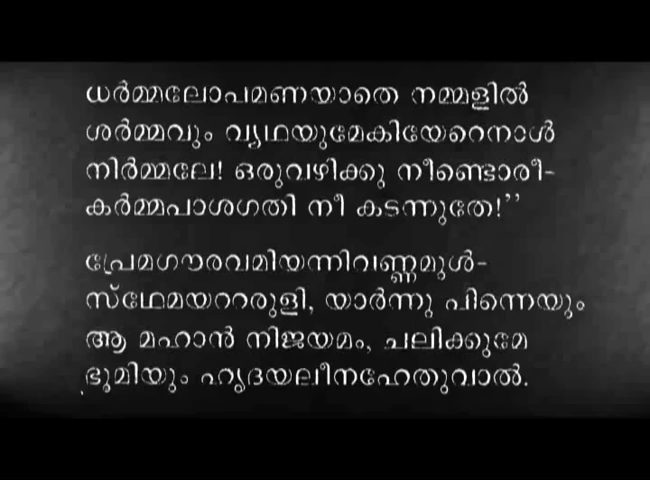 ധർമ്മലോപമണയാതെ നമ്മളിൽ
ശർമ്മവും വ്യഥയുമേകിയേറെനാൾ
നിർമ്മലേ! ഒരുവഴിക്കു നീണ്ടൊരീ-
കർമ്മപാശഗതി നീ കടന്നുതേ!’’
പ്രേമഗൗരവമിയന്നിവണ്ണമുൾ-
സ്ഥേമയററരുളി, യാർന്നു പിന്നെയും
ആ മഹാൻ നിജയമം, ചലിക്കുമേ
ഭൂമിയും ഹൃദയലീനഹേതുവാൽ.